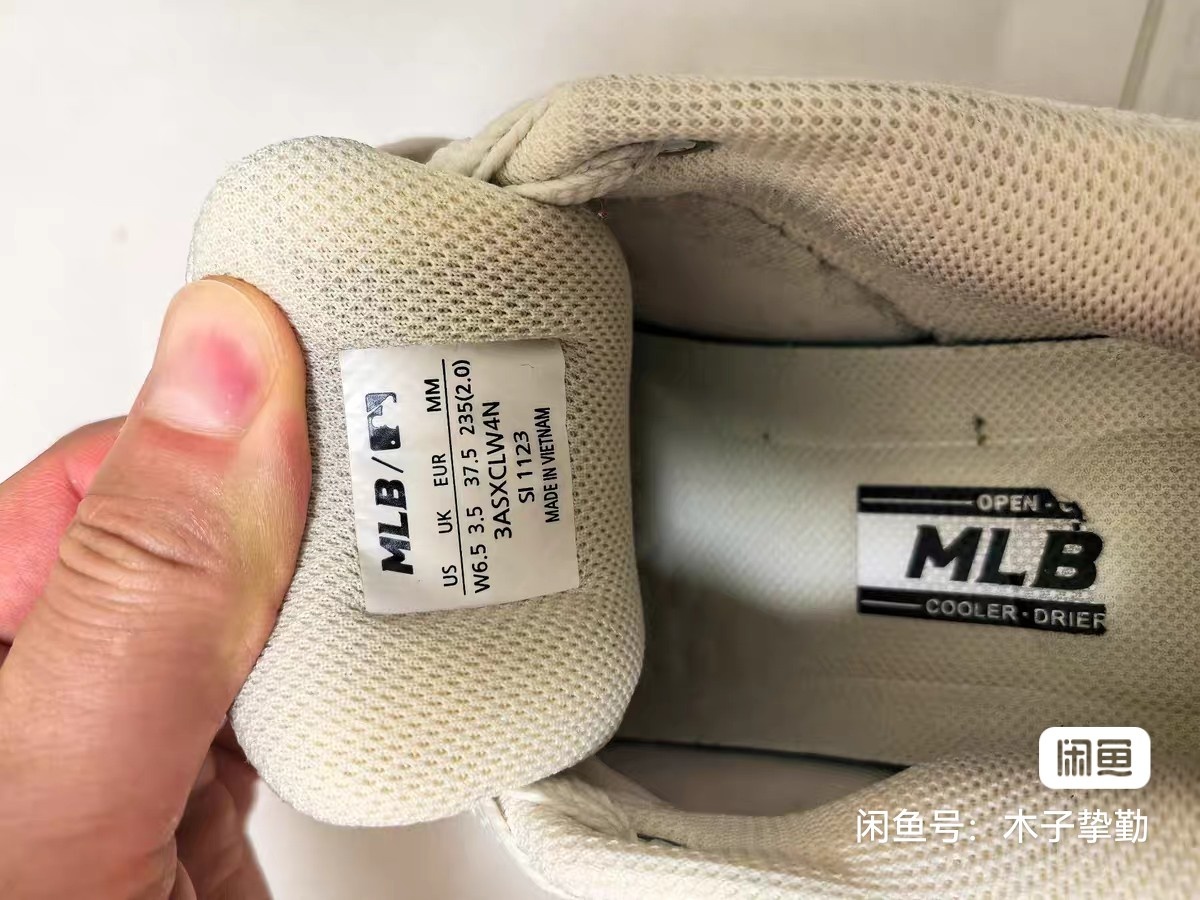 MLB /
US UK EUR MM
W6.5 3.5 37.5 235(2.0)
3ASXCLW4N
SI 1123
MADE IN VIETNAM
OPEN
MLB
COOLER·DRIER
闲鱼
闲鱼号：木子挚勤